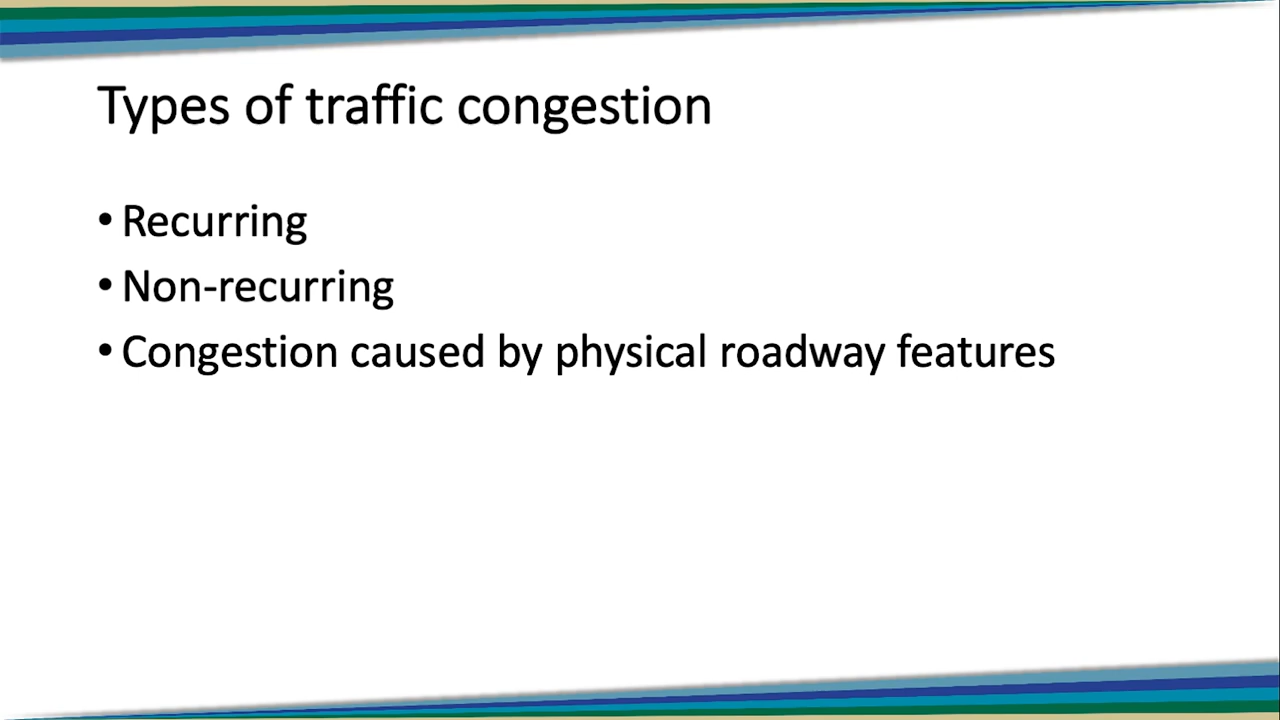 Types of traffic congestion
• Recurring
• Non-recurring
• Congestion caused by physical roadway features